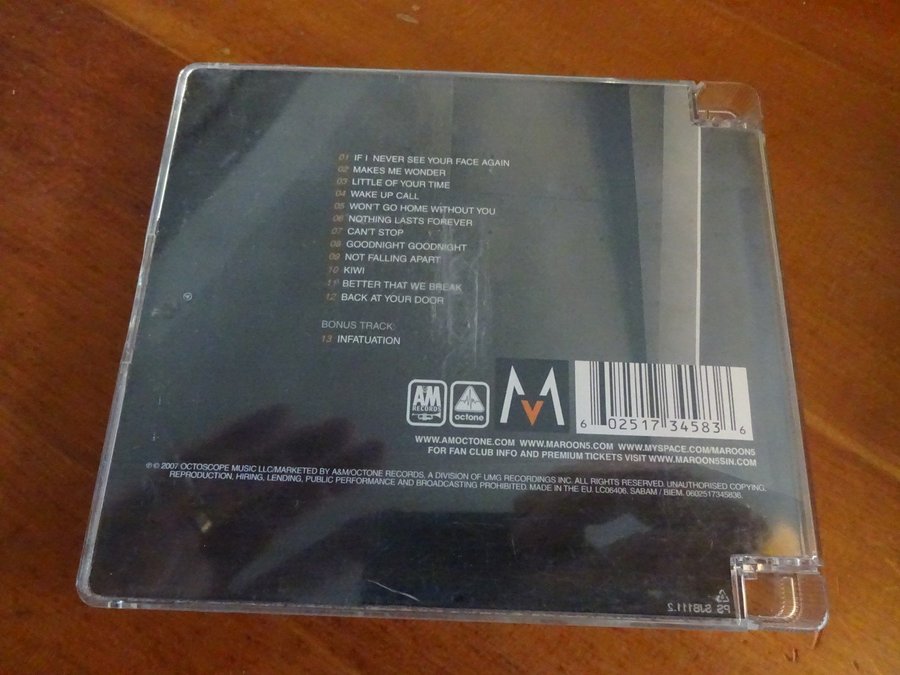 01 IF I NEVER SEE YOUR FACE AGAIN
02 MAKES ME WONDER
03 LITTLE OF YOUR TIME
04 WAKE UP CALL
05 WON'T GO HOME WITHOUT YOU
06 NOTHING LASTS FOREVER
07 CAN'T STOP
08 GOODNIGHT GOODNIGHT
09 NOT FALLING APART
10 KIWI
11 BETTER THAT WE BREAK
12 BACK AT YOUR DOOR
BONUS TRACK:
13 INFATUATION
A&M
RECORDS
octone
MV
6 02517 34583 6
WWW.AMOCTONE.COM WWW.MAROON5.COM WWW.MYSPACE.COM/MAROON5
FOR FAN CLUB INFO AND PREMIUM TICKETS VISIT WWW.MAROON5SIN.COM
℗ © 2007 OCTOSCOPE MUSIC LLC/MARKETED BY A&M/OCTONE RECORDS. A DIVISION OF UMG RECORDINGS INC. ALL RIGHTS RESERVED. UNAUTHORISED COPYING,
REPRODUCTION, HIRING, LENDING, PUBLIC PERFORMANCE AND BROADCASTING PROHIBITED. MADE IN THE EU. LC06406. SABAM / BIEM. 0602517345836.
PS SJB111.2